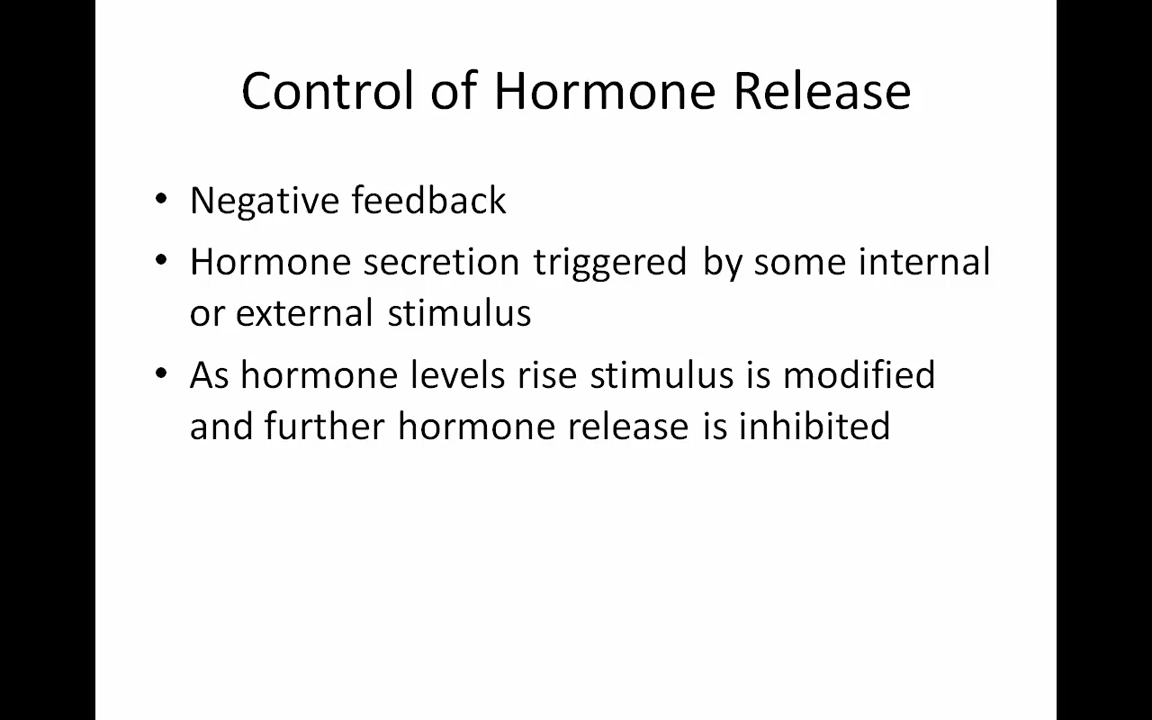 Control of Hormone Release
• Negative feedback
• Hormone secretion triggered by some internal
or external stimulus
• As hormone levels rise stimulus is modified
and further hormone release is inhibited